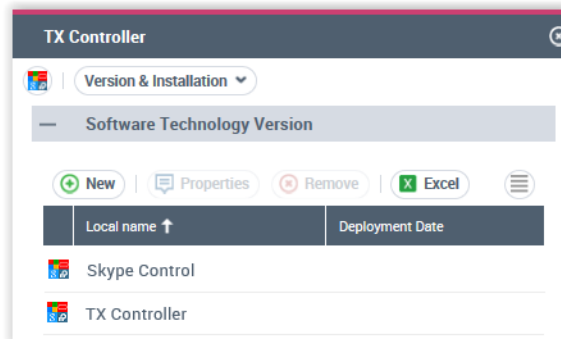 TX Controller
Version & Installation
Software Technology Version
New Properties Remove Excel
Local name Deployment Date
Skype Control
TX Controller